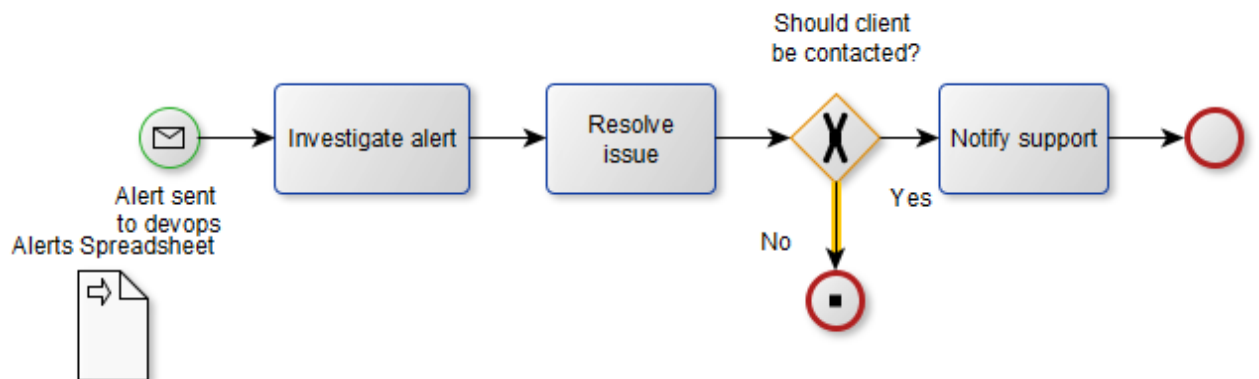 Should client
be contacted?
Investigate alert
Resolve
issue
Notify support
Alert sent
to devops
Yes
No
Alerts Spreadsheet